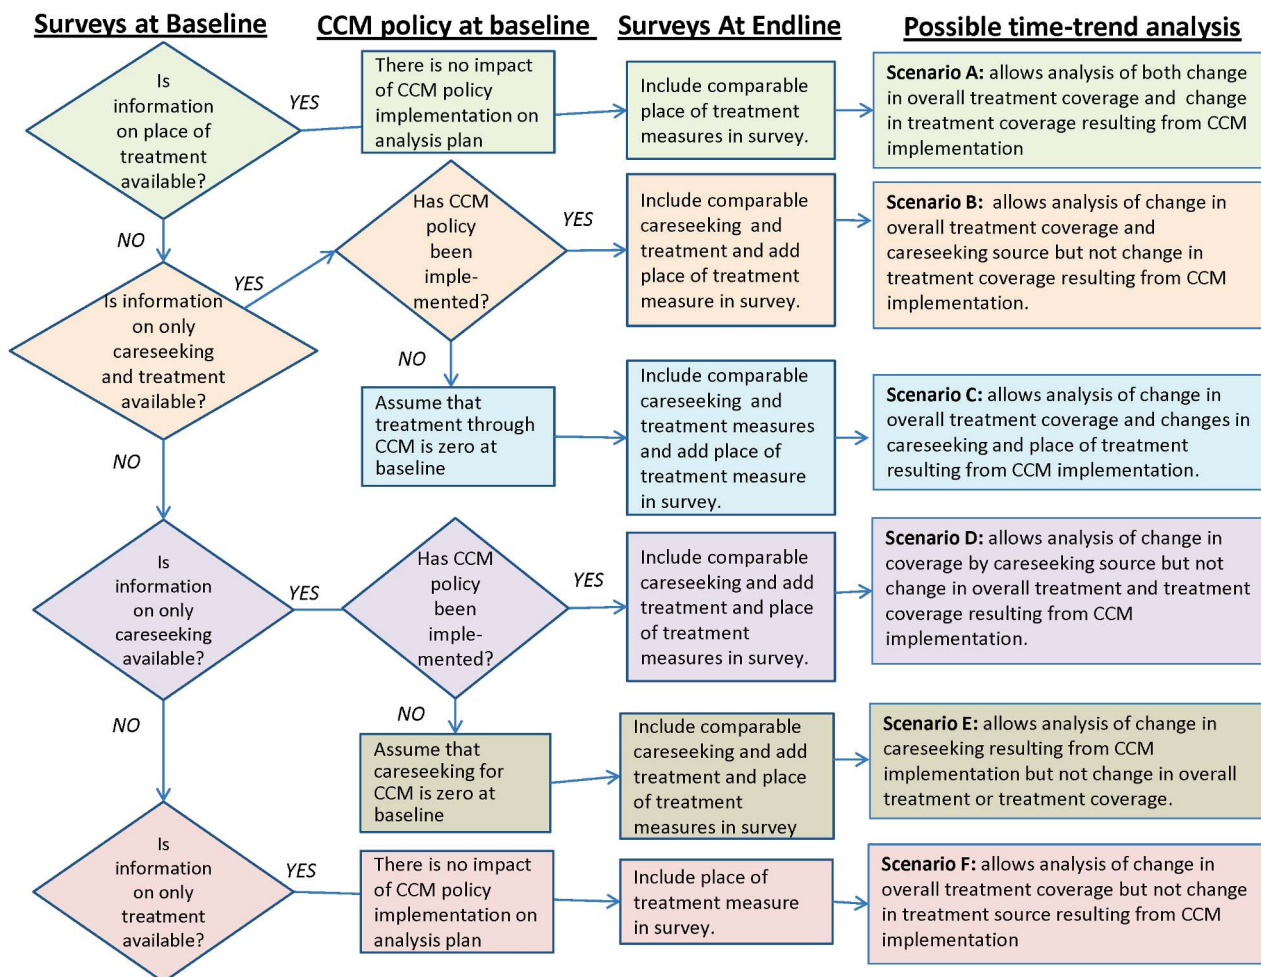 Surveys at Baseline
CCM policy at baseline
Surveys At Endline
Possible time-trend analysis
Is
information
on place of
treatment
available?
YES
There is no impact
of CCM policy
implementation on
analysis plan
Include comparable
place of treatment
measures in survey.
Scenario A: allows analysis of both change
in overall treatment coverage and change
in treatment coverage resulting from CCM
implementation
NO
Is information
on only
careseeking
and treatment
available?
YES
Has CCM
policy
been
imple-
mented?
YES
Include comparable
careseeking and
treatment and add
place of treatment
measure in survey.
Scenario B: allows analysis of change in
overall treatment coverage and
careseeking source but not change in
treatment coverage resulting from CCM
implementation.
NO
Assume that
treatment through
CCM is zero at
baseline
Include comparable
careseeking and
treatment measures
and add place of
treatment measure
in survey.
Scenario C: allows analysis of change in
overall treatment coverage and changes in
careseeking and place of treatment
resulting from CCM implementation.
NO
Is
information
on only
careseeking
available?
YES
Has CCM
policy
been
imple-
mented?
YES
Include comparable
careseeking and add
treatment and place
of treatment
measures in survey.
Scenario D: allows analysis of change in
coverage by careseeking source but not
change in overall treatment and treatment
coverage resulting from CCM
implementation.
NO
Assume that
careseeking for
CCM is zero at
baseline
Include comparable
careseeking and add
treatment and place
of treatment
measures in survey
Scenario E: allows analysis of change in
careseeking resulting from CCM
implementation but not change in overall
treatment or treatment coverage.
NO
Is
information
on only
treatment
available?
YES
There is no impact
of CCM policy
implementation on
analysis plan
Include place of
treatment measure
in survey.
Scenario F: allows analysis of change in
overall treatment coverage but not change
in treatment source resulting from CCM
implementation